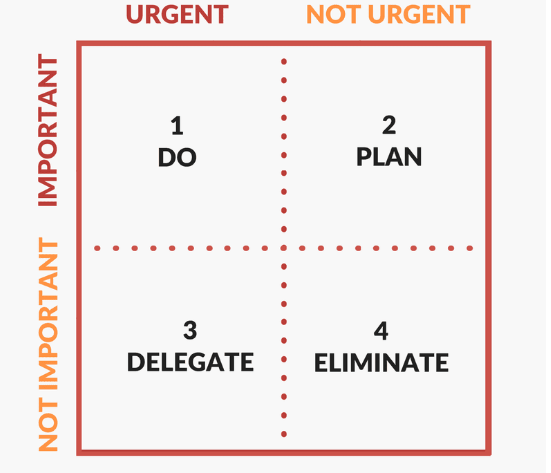 URGENT
NOT URGENT
IMPORTANT
1
DO
2
PLAN
NOT IMPORTANT
3
DELEGATE
4
ELIMINATE